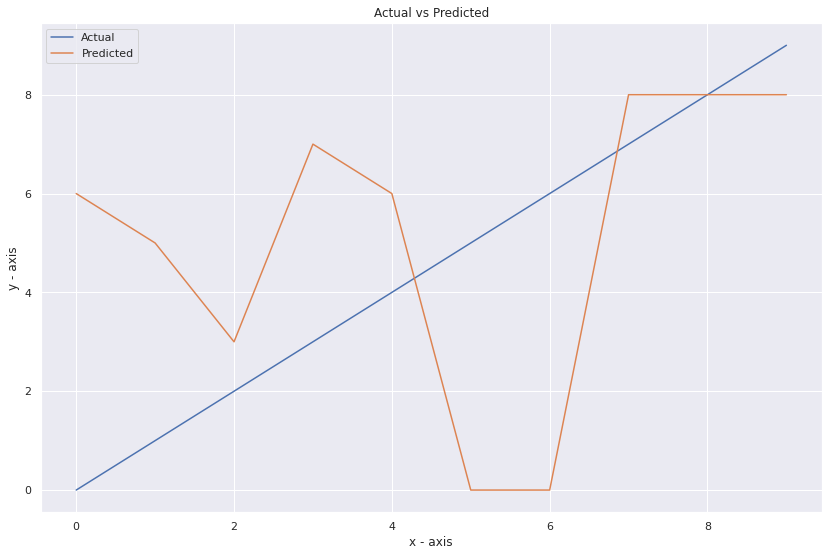 Actual vs Predicted
Actual
Predicted
8
6
4
2
0
y - axis
0 2 4 6 8
x - axis